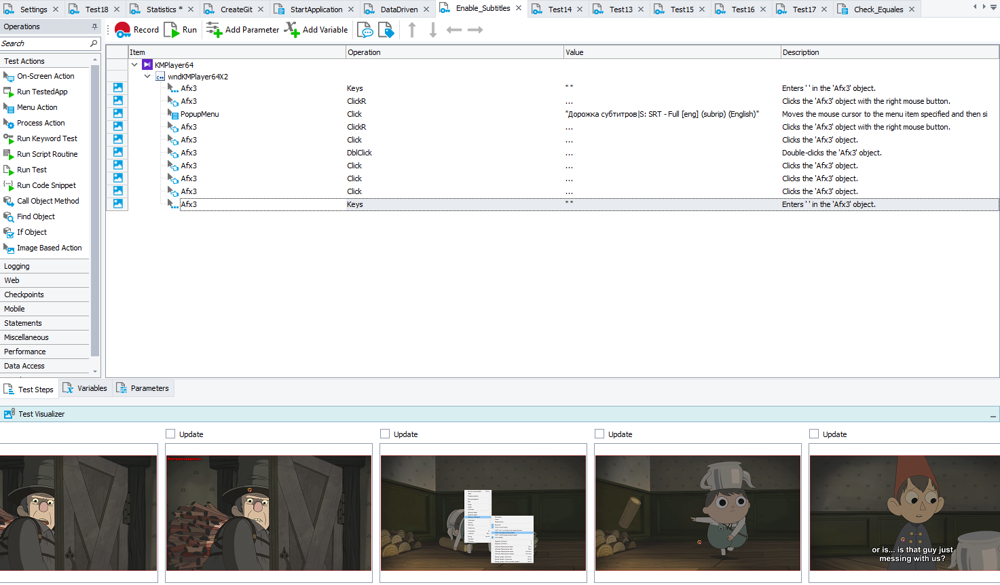 Settings Test18 Statistics * CreateGit StartApplication DataDriven Enable_Subtitles Test14 Test13 Test15 Test16 Test17 Check_Equales
Operations
Record Run Add Parameter Add Variable
Search
Item Operation Value Description
Test Actions
On-Screen Action
Run TestedApp
Menu Action
Process Action
Run Keyword Test
Run Script Routine
Run Test
Run Code Snippet
Call Object Method
Find Object
If Object
Image Based Action
Logging
Web
Checkpoints
Mobile
Statements
Miscellaneous
Performance
Data Access
KMPlayer64
wndKMPlayer64X2
Afx3 Keys " " Enters ' ' in the 'Afx3' object.
Afx3 ClickR ... Clicks the 'Afx3' object with the right mouse button.
PopupMenu Click "Дорожка субтитров|S: SRT - Full [eng] (subrip) (English)" Moves the mouse cursor to the menu item specified and then si
Afx3 ClickR ... Clicks the 'Afx3' object with the right mouse button.
Afx3 Click ... Clicks the 'Afx3' object.
Afx3 DblClick ... Double-clicks the 'Afx3' object.
Afx3 Click ... Clicks the 'Afx3' object.
Afx3 Click ... Clicks the 'Afx3' object.
Afx3 Click ... Clicks the 'Afx3' object.
Afx3 Keys " " Enters ' ' in the 'Afx3' object.
Test Steps Variables Parameters
Test Visualizer
Update Update Update Update
Воспроизведение
or is... is that guy just
messing with us?